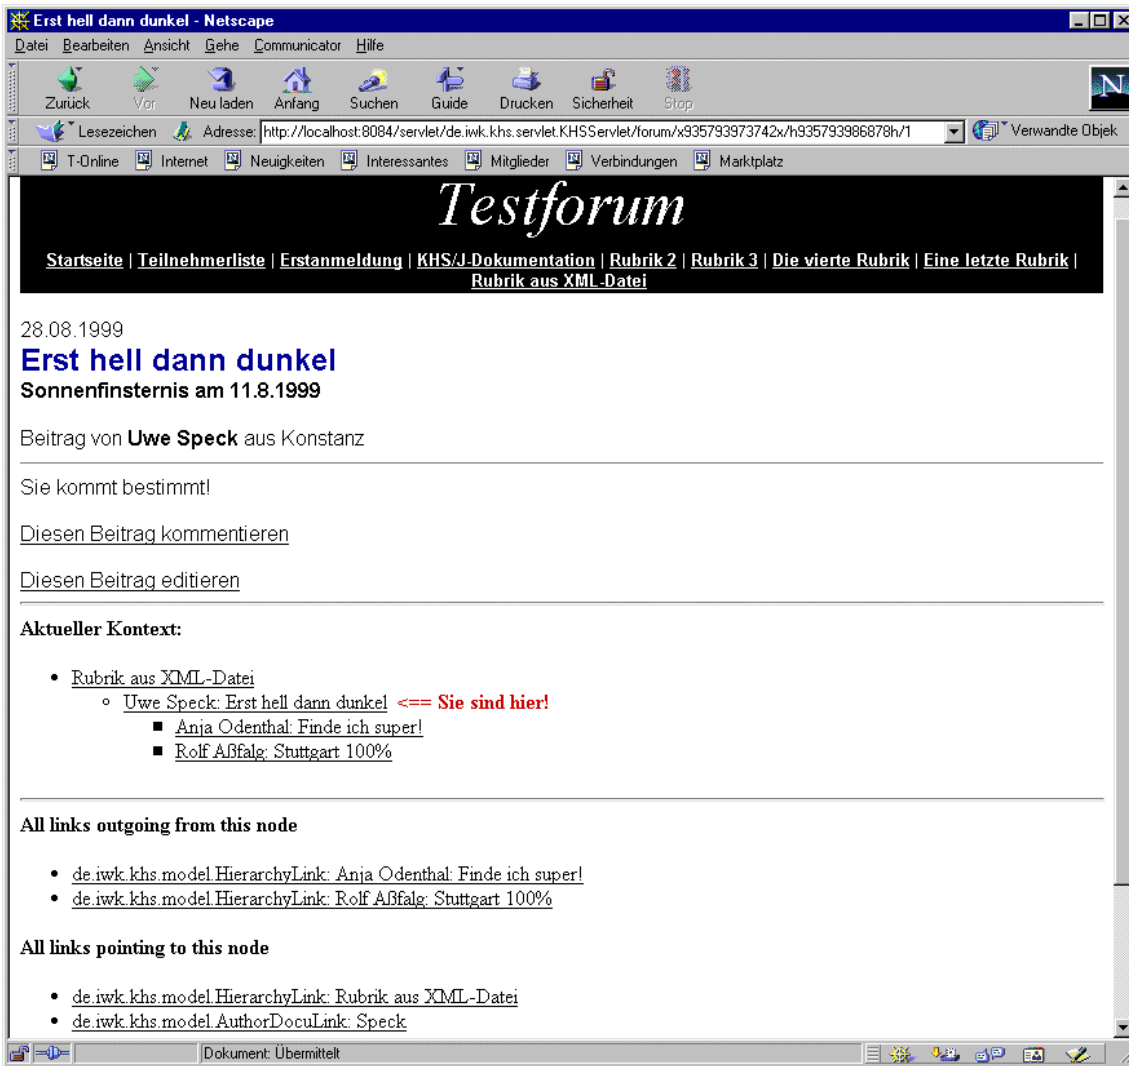 Erst hell dann dunkel - Netscape
Datei Bearbeiten Ansicht Gehe Communicator Hilfe
Zurück Vor Neu laden Anfang Suchen Guide Drucken Sicherheit Stop
N
Lesezeichen Adresse: http://localhost:8084/servlet/de.iwk.khs.servlet.KHSServlet/forum/x935793973742x/h935793986878h/1 Verwandte Objek
T-Online Internet Neuigkeiten Interessantes Mitglieder Verbindungen Marktplatz
Testforum
Startseite | Teilnehmerliste | Erstanmeldung | KHS/J-Dokumentation | Rubrik 2 | Rubrik 3 | Die vierte Rubrik | Eine letzte Rubrik |
Rubrik aus XML-Datei
28.08.1999
Erst hell dann dunkel
Sonnenfinsternis am 11.8.1999
Beitrag von Uwe Speck aus Konstanz
Sie kommt bestimmt!
Diesen Beitrag kommentieren
Diesen Beitrag editieren
Aktueller Kontext:
Rubrik aus XML-Datei
Uwe Speck: Erst hell dann dunkel <== Sie sind hier!
Anja Odenthal: Finde ich super!
Rolf Aßfalg: Stuttgart 100%
All links outgoing from this node
de.iwk.khs.model.HierarchyLink: Anja Odenthal: Finde ich super!
de.iwk.khs.model.HierarchyLink: Rolf Aßfalg: Stuttgart 100%
All links pointing to this node
de.iwk.khs.model.HierarchyLink: Rubrik aus XML-Datei
de.iwk.khs.model.AuthorDocuLink: Speck
Dokument: Übermittelt